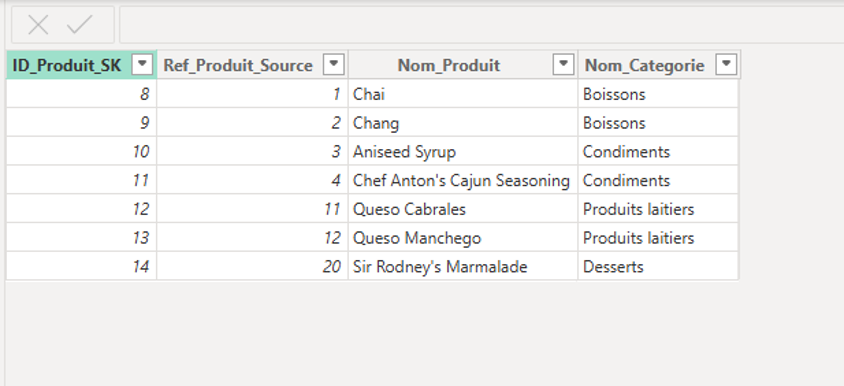 ID_Produit_SK Ref_Produit_Source Nom_Produit Nom_Categorie
8 1 Chai Boissons
9 2 Chang Boissons
10 3 Aniseed Syrup Condiments
11 4 Chef Anton's Cajun Seasoning Condiments
12 11 Queso Cabrales Produits laitiers
13 12 Queso Manchego Produits laitiers
14 20 Sir Rodney's Marmalade Desserts